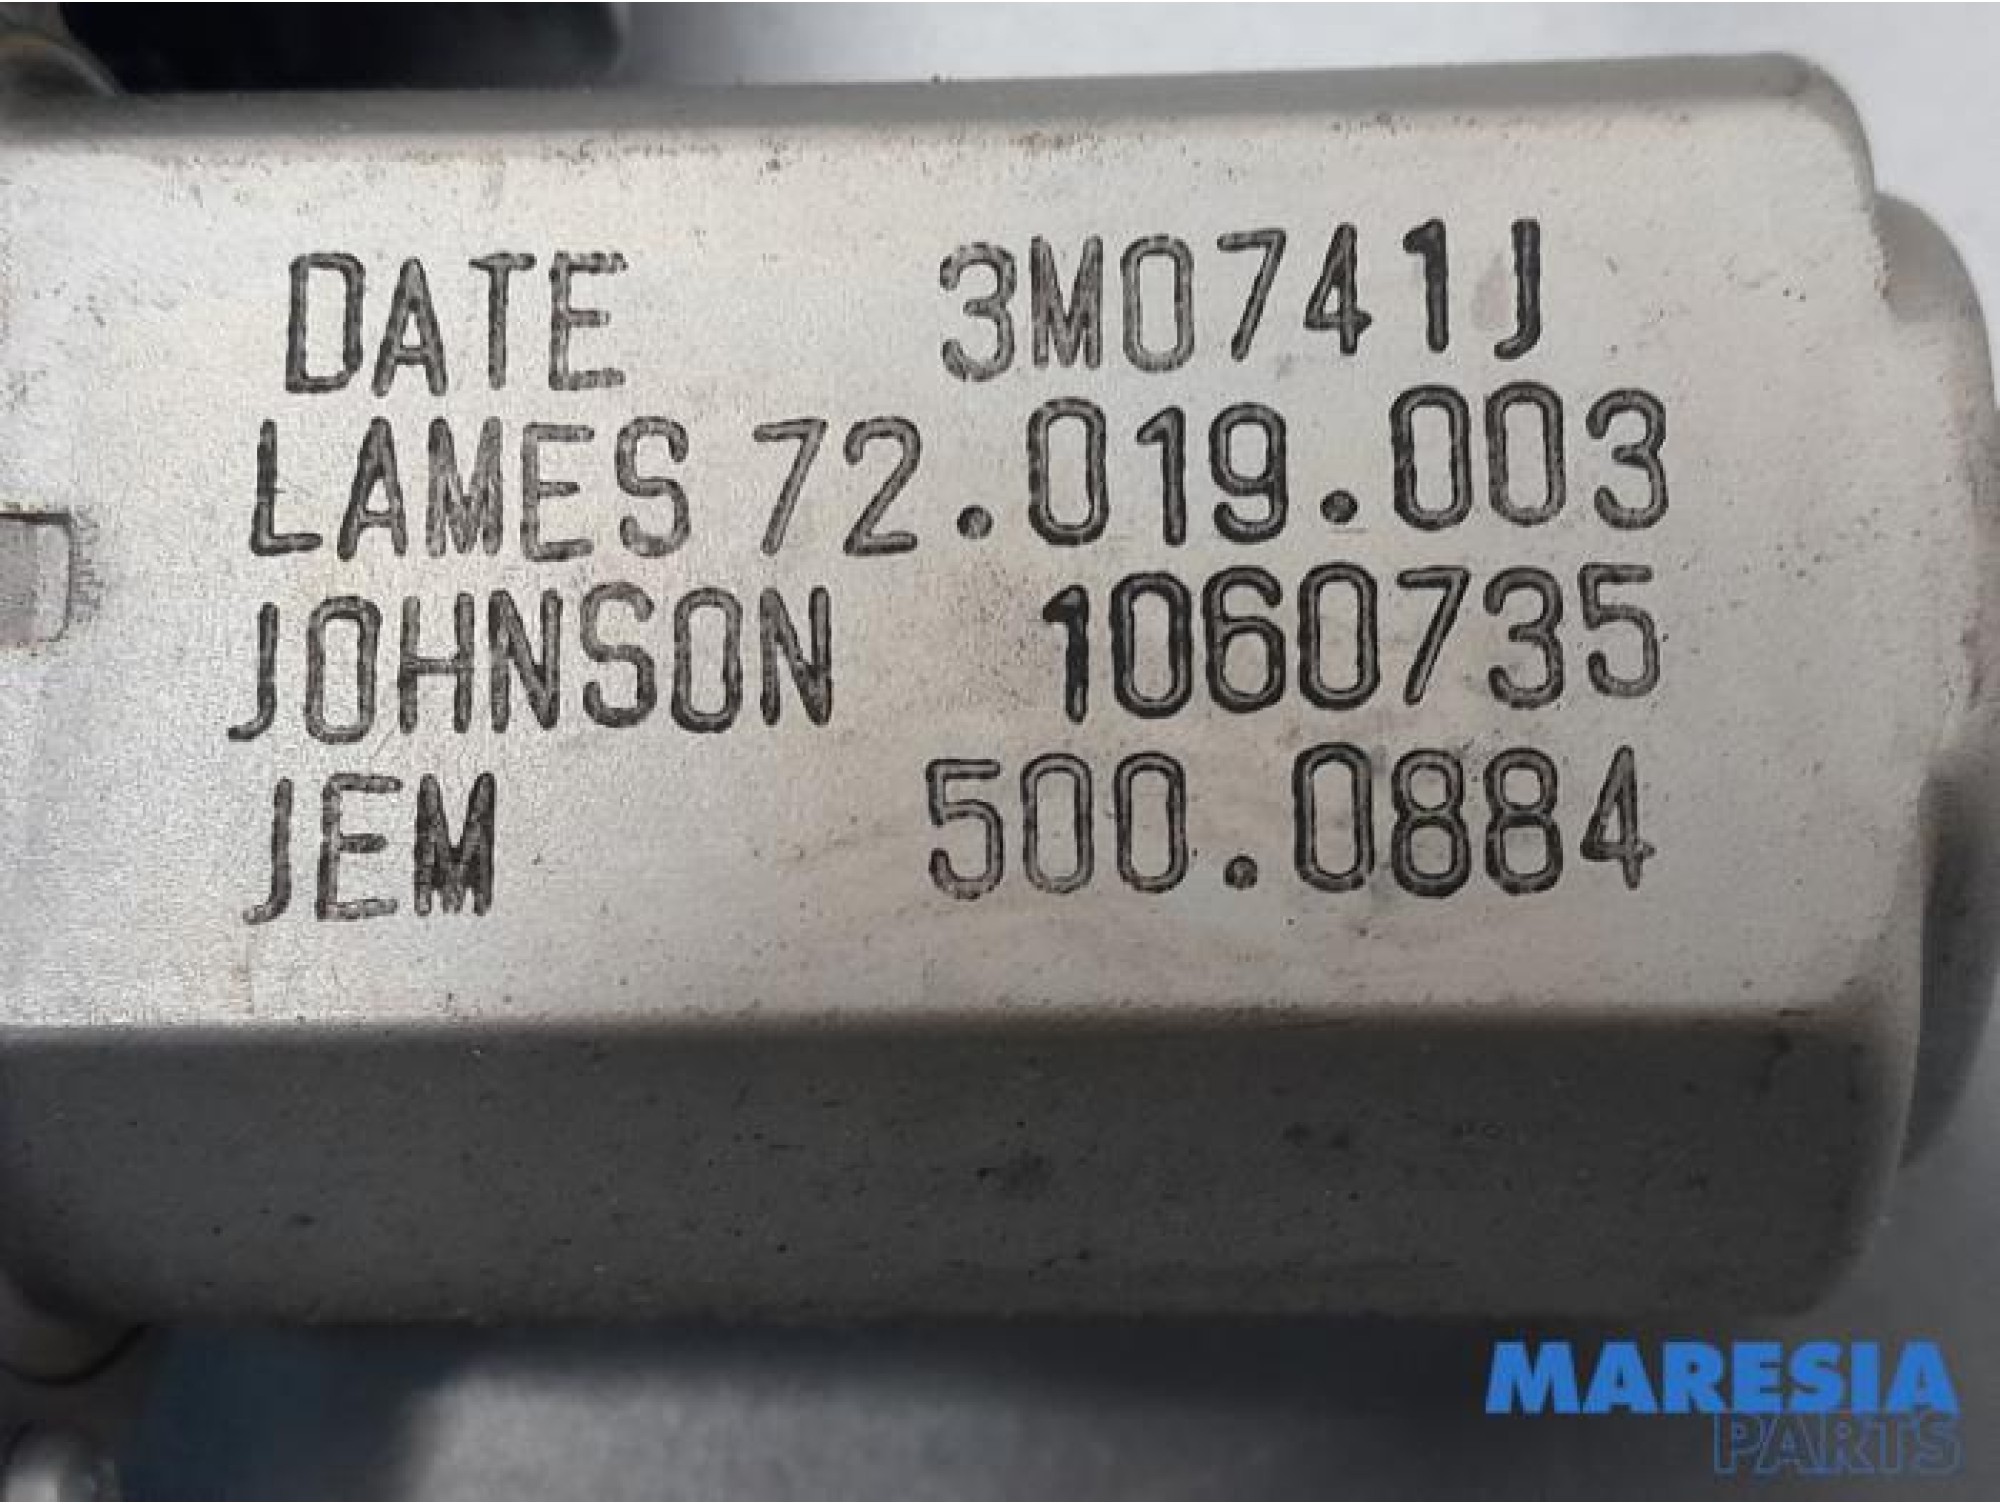 DATE 3M0741J
LAMES 72.019.003
JOHNSON 1060735
JEM 500.0884
MARESIA
PARTS